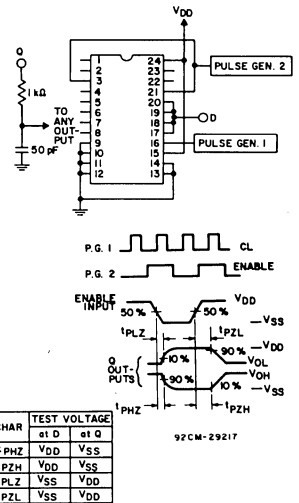 VDD
Q
1 kΩ
TO ANY OUT-PUT
50 pF
1
2
3
4
5
6
7
8
9
10
11
12
24
23
22
21
20
19
18
17
16
15
14
13
PULSE GEN. 2
D
PULSE GEN. 1
P.G. 1
CL
P.G. 2
ENABLE
ENABLE INPUT
50%
50%
VDD
VSS
tPLZ
tPZL
VDD
Q OUT-PUTS
10%
90%
VOL
VOH
90%
10%
VSS
tPHZ
tPZH
92CM-29217
CHAR
TEST VOLTAGE
at D
at Q
PHZ
VDD
VSS
PZH
VDD
VSS
PLZ
VSS
VDD
PZL
VSS
VDD